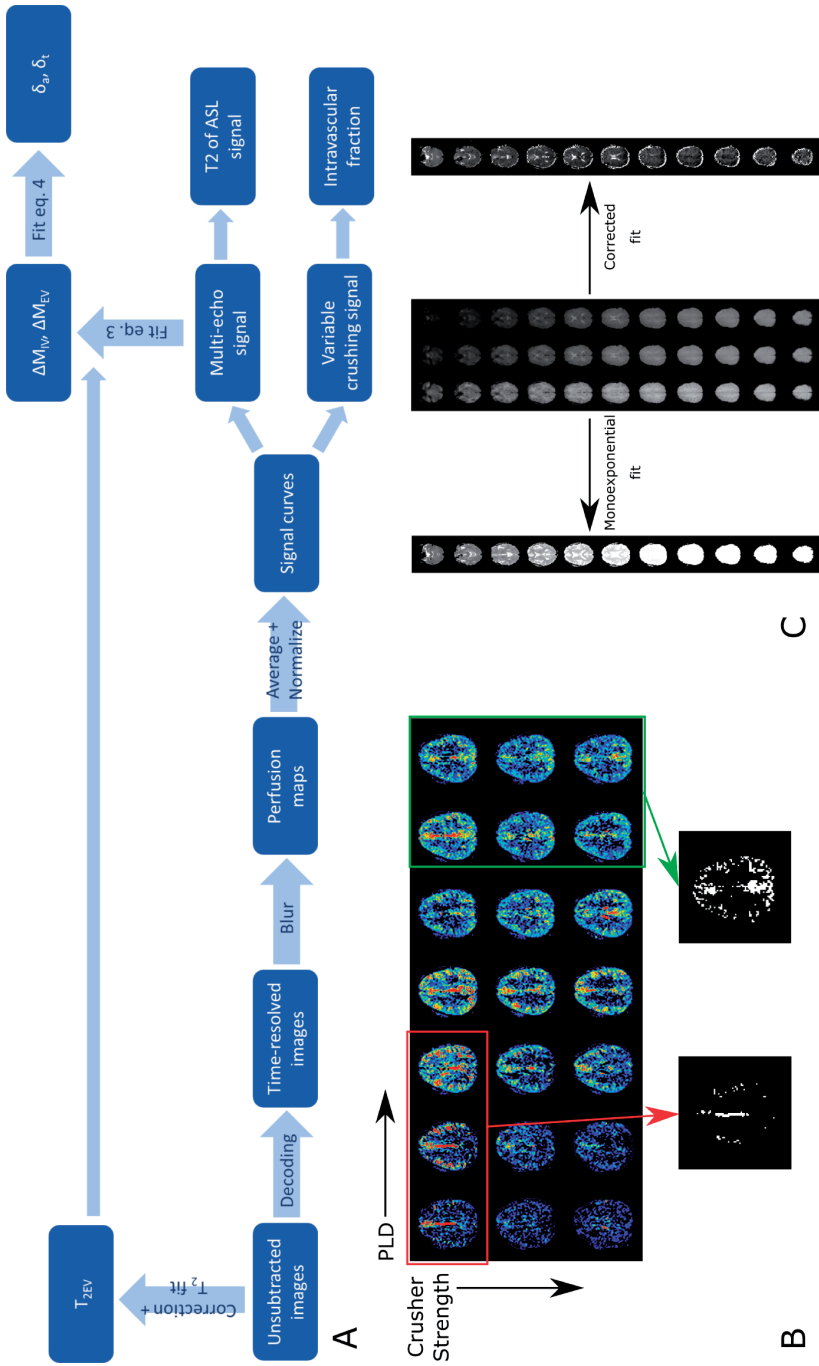 T₂EV
Correction +
T₂ fit
Unsubtracted
images
Decoding
Time-resolved
images
Blur
Perfusion
maps
Average +
Normalize
Signal curves
Multi-echo
signal
T2 of ASL
signal
Variable
crushing signal
Intravascular
fraction
Fit eq. 3
ΔM_IV, ΔM_EV
Fit eq. 4
δₐ, δₜ
A
PLD
Crusher
Strength
B
Monoexponential
fit
Corrected
fit
C